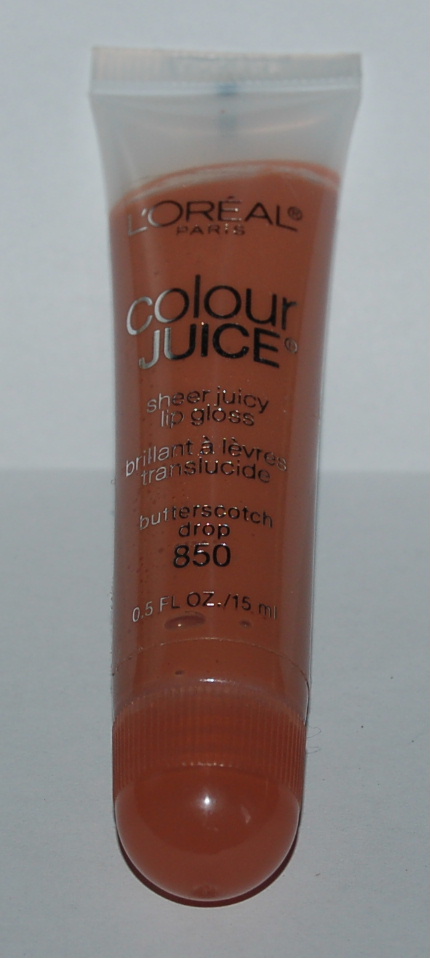 L'ORÉAL®
PARIS
colour
JUICE®
sheer juicy
lip gloss
brillant à lèvres
translucide
butterscotch
drop
850
0.5 FL OZ./15 ml